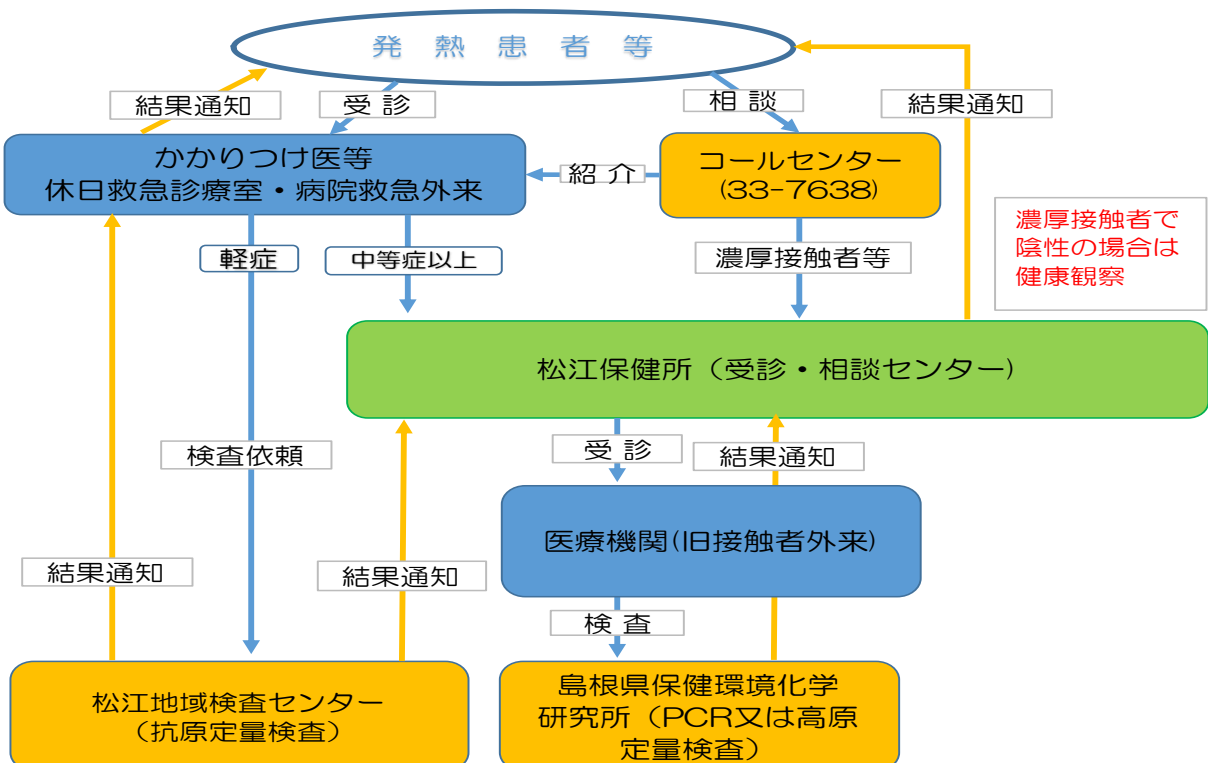 発 熱 患 者 等
結果通知
受 診
相 談
結果通知
かかりつけ医等
休日救急診療室・病院救急外来
紹 介
コールセンター
(33-7638)
濃厚接触者で
陰性の場合は
健康観察
軽症
中等症以上
濃厚接触者等
松江保健所（受診・相談センター)
検査依頼
受 診
結果通知
医療機関(旧接触者外来)
結果通知
結果通知
検 査
松江地域検査センター
（抗原定量検査）
島根県保健環境化学
研究所（PCR又は高原
定量検査）